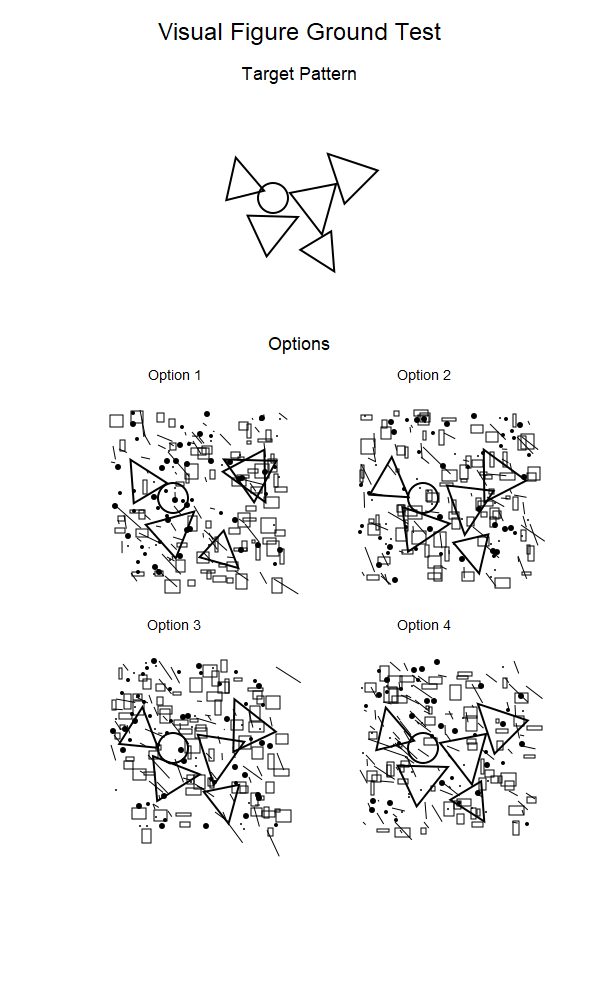 Visual Figure Ground Test
Target Pattern
Options
Option 1
Option 2
Option 3
Option 4